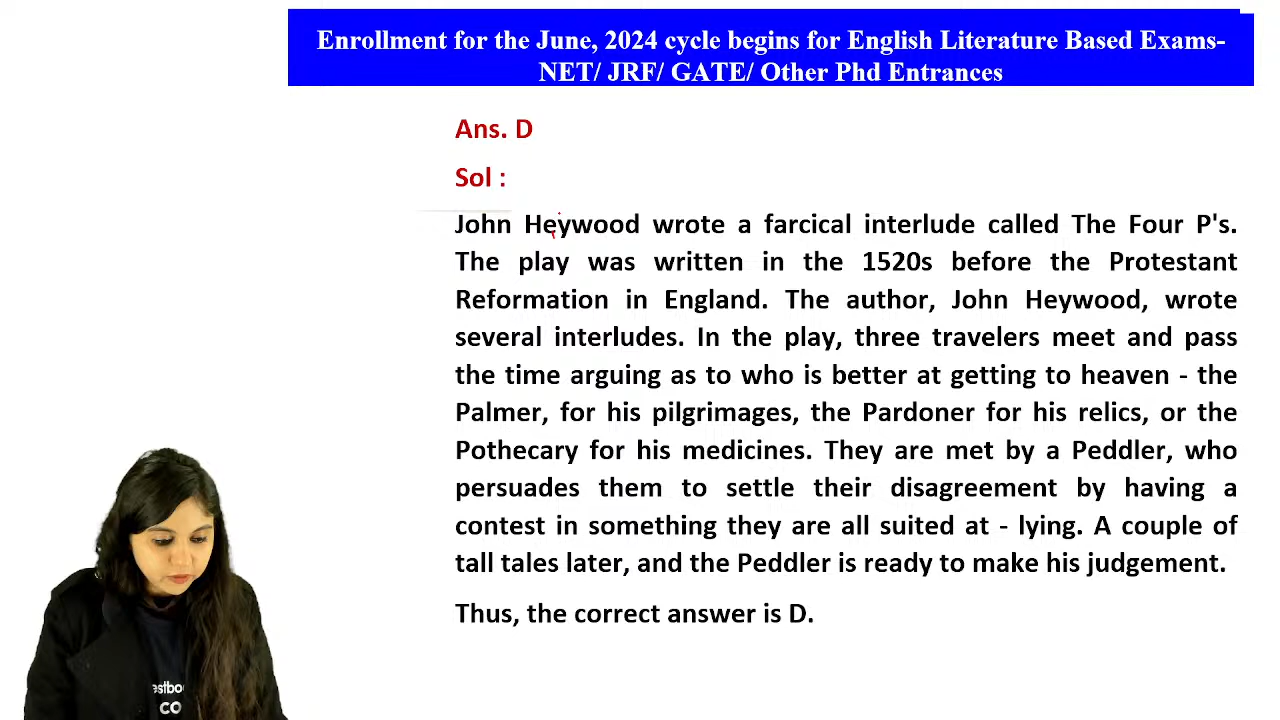 Enrollment for the June, 2024 cycle begins for English Literature Based Exams-
NET/ JRF/ GATE/ Other Phd Entrances
Ans. D
Sol :
John Heywood wrote a farcical interlude called The Four P's.
The play was written in the 1520s before the Protestant
Reformation in England. The author, John Heywood, wrote
several interludes. In the play, three travelers meet and pass
the time arguing as to who is better at getting to heaven - the
Palmer, for his pilgrimages, the Pardoner for his relics, or the
Pothecary for his medicines. They are met by a Peddler, who
persuades them to settle their disagreement by having a
contest in something they are all suited at - lying. A couple of
tall tales later, and the Peddler is ready to make his judgement.
Thus, the correct answer is D.
estbo
co